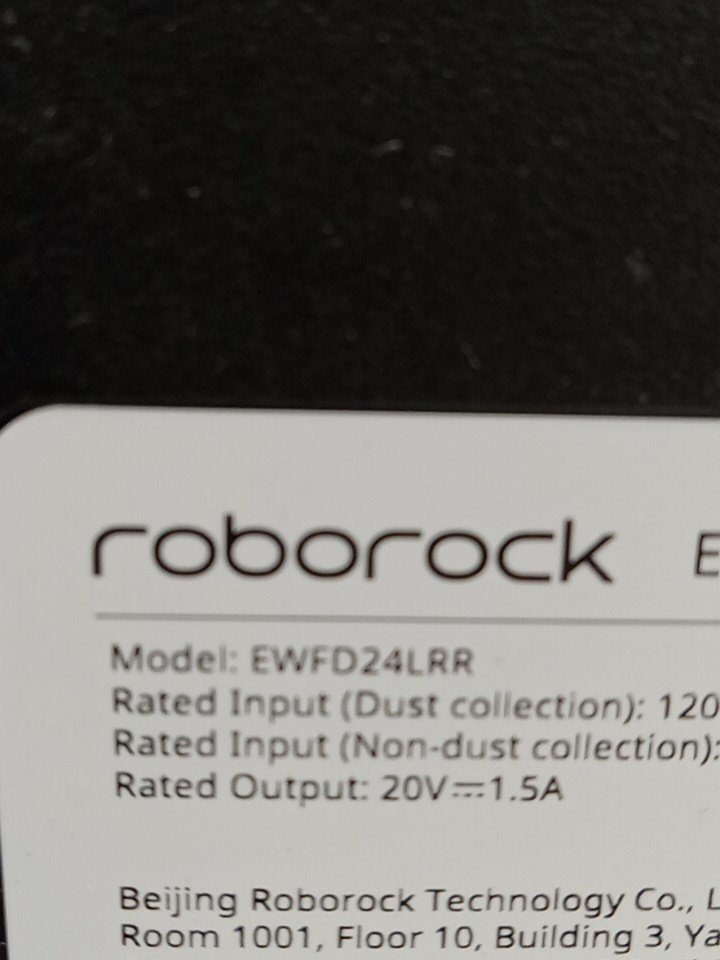 roborock E
Model: EWFD24LRR
Rated Input (Dust collection): 120
Rated Input (Non-dust collection):
Rated Output: 20V⎓1.5A
Beijing Roborock Technology Co., L
Room 1001, Floor 10, Building 3, Ya